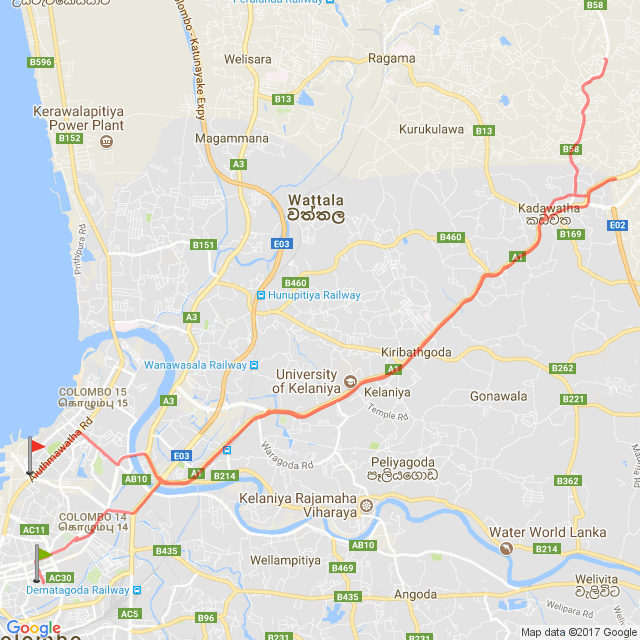 B58
Peralanda Railway
B596
Colombo - Katunayake Expy
Welisara
Ragama
B13
Kerawalapitiya
Power Plant
B152
Magammana
A3
Kurukulawa
B13
B58
Wattala
වත්තල
Kadawatha
කඩවත
E02
Prithipura Rd
B151
E03
B460
A1
B169
B460
Hunupitiya Railway
A3
Kiribathgoda
Wanawasala Railway
A1
B262
University
of Kelaniya
Kelaniya
Gonawala
B221
COLOMBO 15
கொழும்பு 15
A3
Temple Rd
Aluthmawatha Rd
E03
Waragoda Rd
Madurna Rd
A1
B214
Peliyagoda
පෑලියගොඩ
AB10
B362
Kelaniya Rajamaha
Viharaya
COLOMBO 14
கொழும்பு 14
AC11
Water World Lanka
B214
AB10
B435
Wellampitiya
B469
AC30
Welivita
වැලිවිට
Dematagoda Railway
B435
Angoda
AC5
B96
Welipara Rd
Google
Map data ©2017 Google